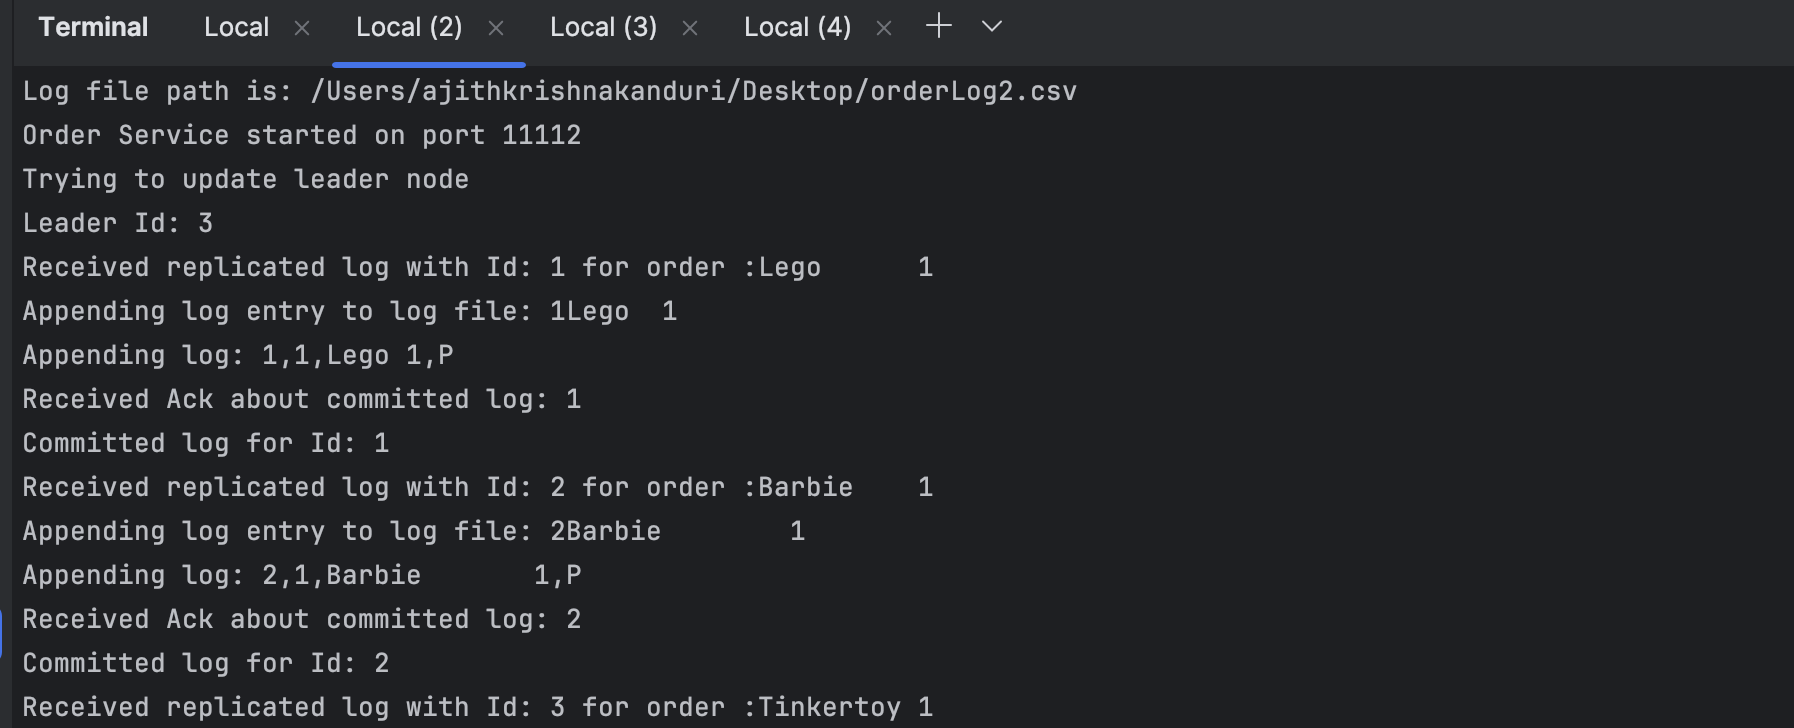 Terminal Local Local (2) Local (3) Local (4)
Log file path is: /Users/ajithkrishnakanduri/Desktop/orderLog2.csv
Order Service started on port 11112
Trying to update leader node
Leader Id: 3
Received replicated log with Id: 1 for order :Lego      1
Appending log entry to log file: 1Lego  1
Appending log: 1,1,Lego 1,P
Received Ack about committed log: 1
Committed log for Id: 1
Received replicated log with Id: 2 for order :Barbie    1
Appending log entry to log file: 2Barbie        1
Appending log: 2,1,Barbie       1,P
Received Ack about committed log: 2
Committed log for Id: 2
Received replicated log with Id: 3 for order :Tinkertoy 1